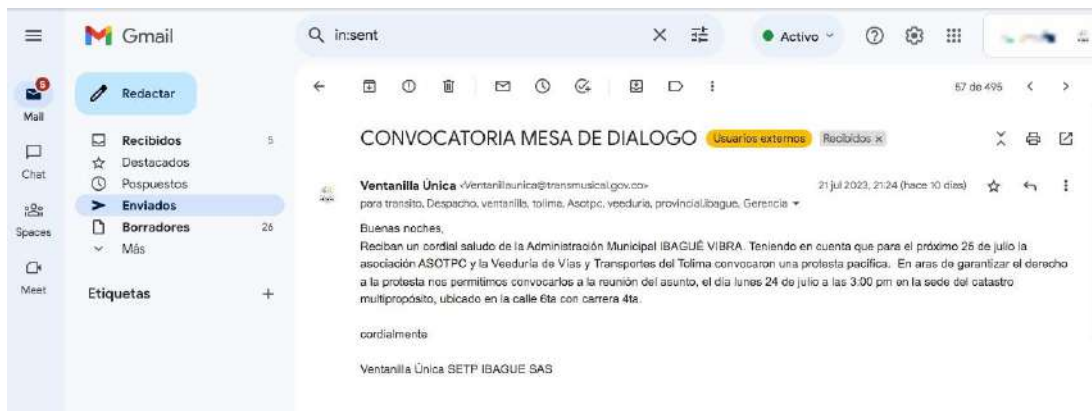 Gmail
in:sent
Activo
6
Mail
Redactar
57 de 495
Recibidos 5
CONVOCATORIA MESA DE DIALOGO Usuarios externos Recibidos x
Chat
Destacados
Pospuestos
Ventanilla Única <Ventanillaunica@transmusical.gov.co> 21 jul 2023, 21:24 (hace 10 días)
Enviados
para transito, Despacho, ventanilla, tolima, Asotpc, veeduria, provincial.ibague, Gerencia
Spaces
Borradores 26
Buenas noches,
Más
Reciban un cordial saludo de la Administración Municipal IBAGUÉ VIBRA. Teniendo en cuenta que para el próximo 25 de julio la
asociación ASOTPC y la Veeduría de Vías y Transportes del Tolima convocaron una protesta pacífica. En aras de garantizar el derecho
Meet
Etiquetas +
a la protesta nos permitimos convocarlos a la reunión del asunto, el día lunes 24 de julio a las 3:00 pm en la sede del catastro
multipropósito, ubicado en la calle 6ta con carrera 4ta.
cordialmente
Ventanilla Única SETP IBAGUE SAS